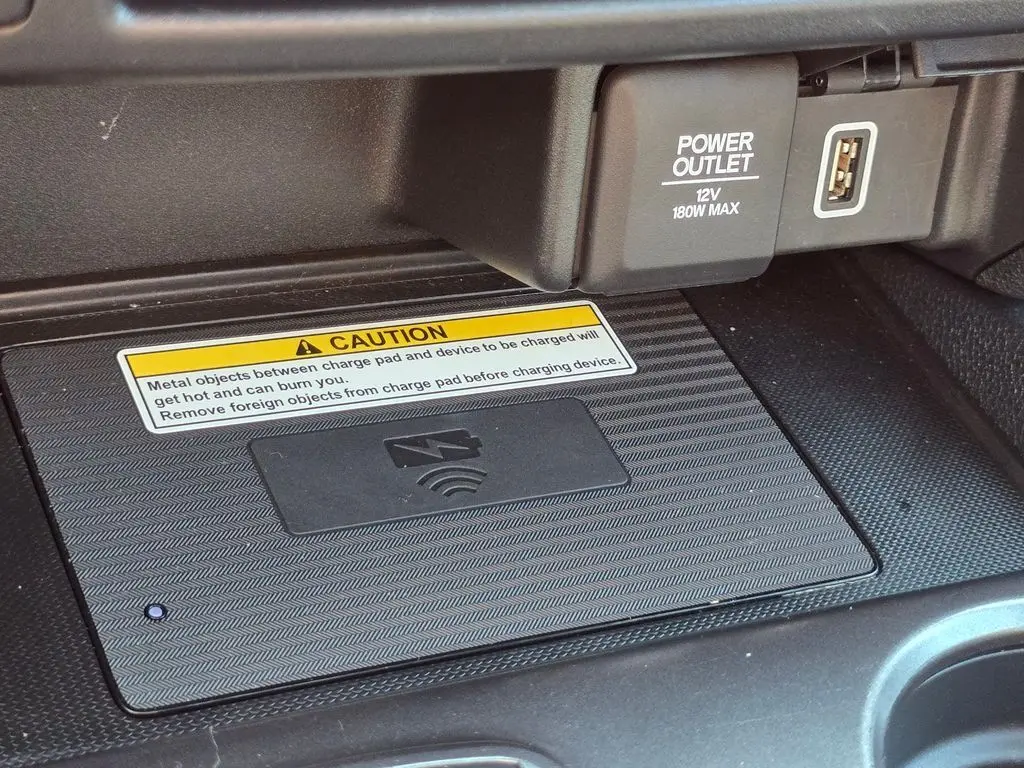 POWER
OUTLET
12V
180W MAX
CAUTION
Metal objects between charge pad and device to be charged will
get hot and can burn you.
Remove foreign objects from charge pad before charging device.